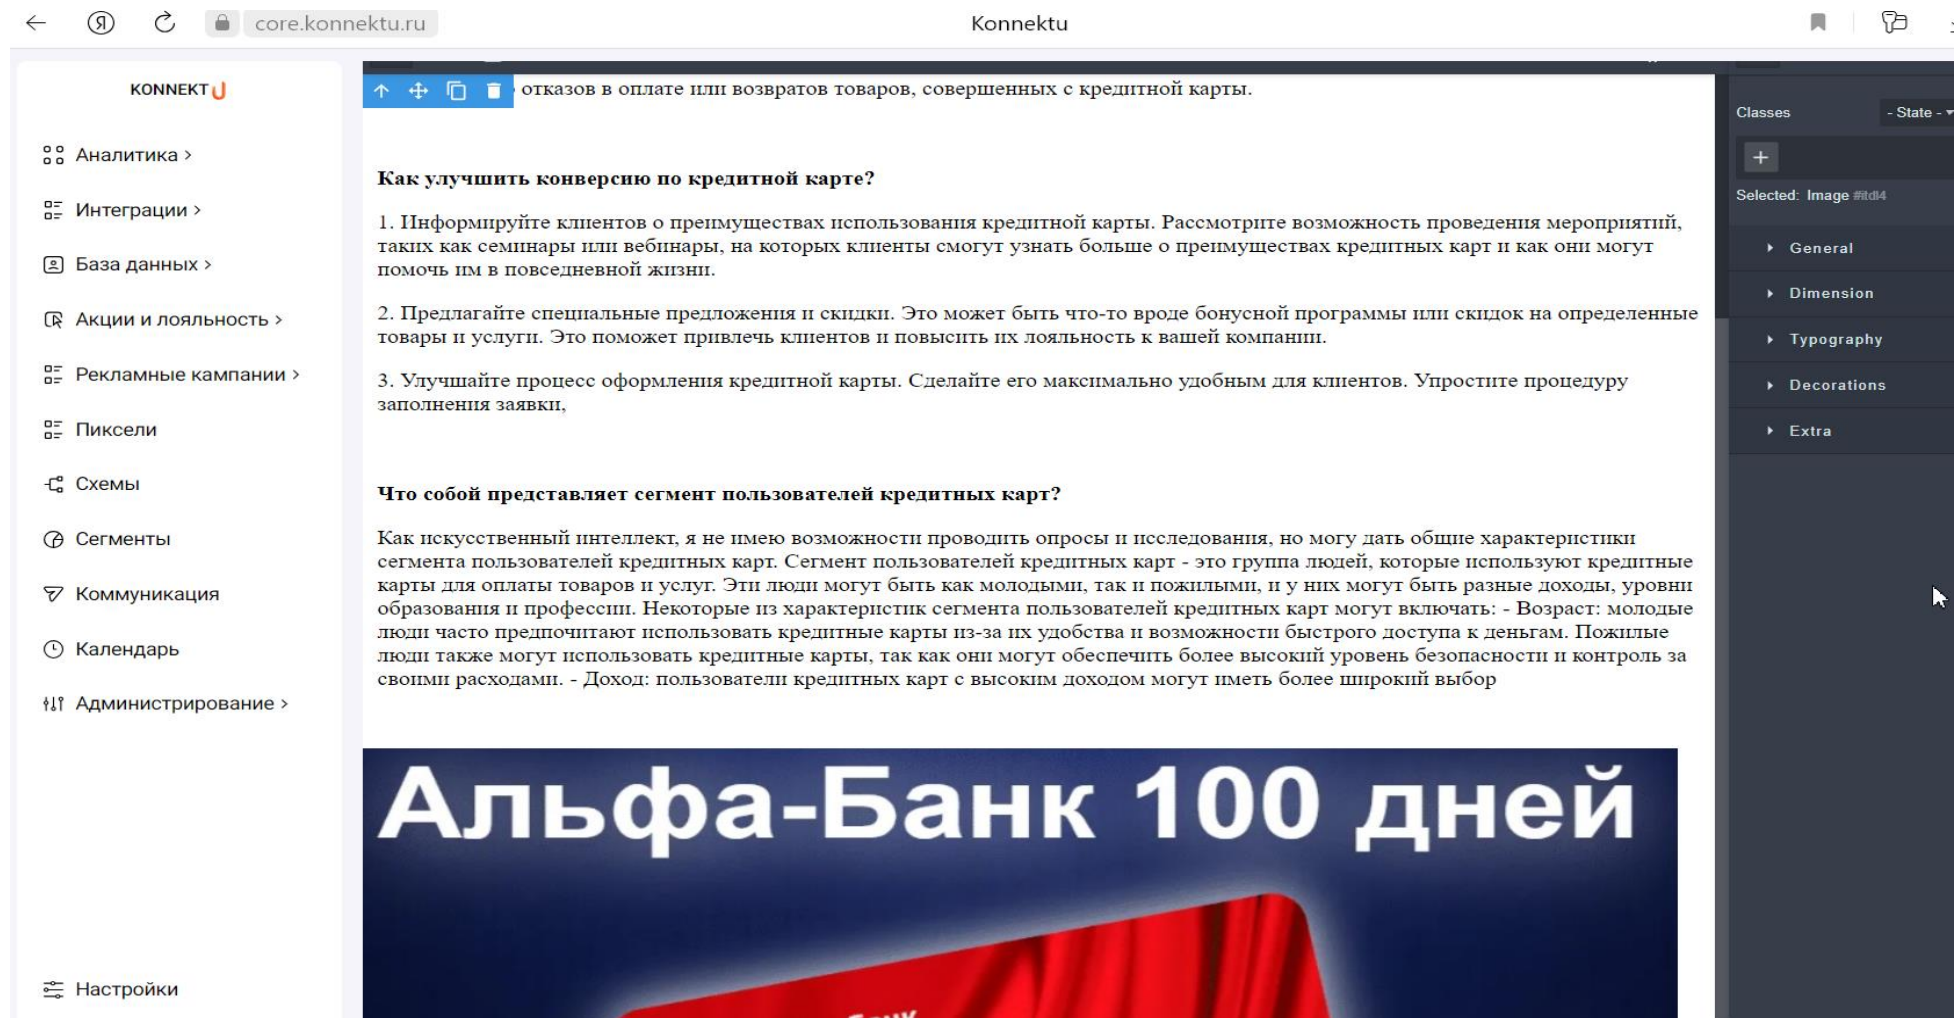 core.konnektu.ru
Konnektu
KONNEKTU
Аналитика >
Интеграции >
База данных >
Акции и лояльность >
Рекламные кампании >
Пиксели
Схемы
Сегменты
Коммуникация
Календарь
Администрирование >
Настройки
отказов в оплате или возвратов товаров, совершенных с кредитной карты.
Как улучшить конверсию по кредитной карте?
1. Информируйте клиентов о преимуществах использования кредитной карты. Рассмотрите возможность проведения мероприятий,
таких как семинары или вебинары, на которых клиенты смогут узнать больше о преимуществах кредитных карт и как они могут
помочь им в повседневной жизни.
2. Предлагайте специальные предложения и скидки. Это может быть что-то вроде бонусной программы или скидок на определенные
товары и услуги. Это поможет привлечь клиентов и повысить их лояльность к вашей компании.
3. Улучшайте процесс оформления кредитной карты. Сделайте его максимально удобным для клиентов. Упростите процедуру
заполнения заявки,
Что собой представляет сегмент пользователей кредитных карт?
Как искусственный интеллект, я не имею возможности проводить опросы и исследования, но могу дать общие характеристики
сегмента пользователей кредитных карт. Сегмент пользователей кредитных карт - это группа людей, которые используют кредитные
карты для оплаты товаров и услуг. Эти люди могут быть как молодыми, так и пожилыми, и у них могут быть разные доходы, уровни
образования и профессии. Некоторые из характеристик сегмента пользователей кредитных карт могут включать: - Возраст: молодые
люди часто предпочитают использовать кредитные карты из-за их удобства и возможности быстрого доступа к деньгам. Пожилые
люди также могут использовать кредитные карты, так как они могут обеспечить более высокий уровень безопасности и контроль за
своими расходами. - Доход: пользователи кредитных карт с высоким доходом могут иметь более широкий выбор
Альфа-Банк 100 дней
Classes
- State -
Selected: Image #itdl4
General
Dimension
Typography
Decorations
Extra